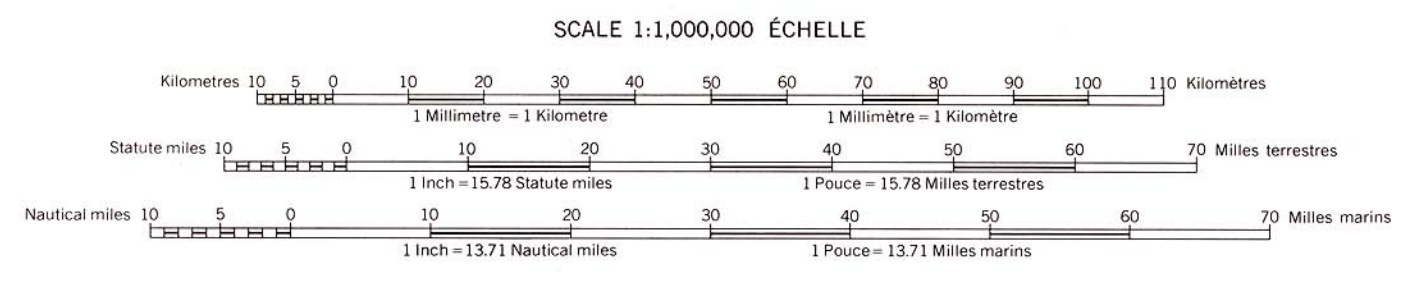 SCALE 1:1,000,000 ÉCHELLE
Kilometres 10 5 0 10 20 30 40 50 60 70 80 90 100 110 Kilomètres
1 Millimetre = 1 Kilometre 1 Millimètre = 1 Kilomètre
Statute miles 10 5 0 10 20 30 40 50 60 70 Milles terrestres
1 Inch = 15.78 Statute miles 1 Pouce = 15.78 Milles terrestres
Nautical miles 10 5 0 10 20 30 40 50 60 70 Milles marins
1 Inch = 13.71 Nautical miles 1 Pouce = 13.71 Milles marins